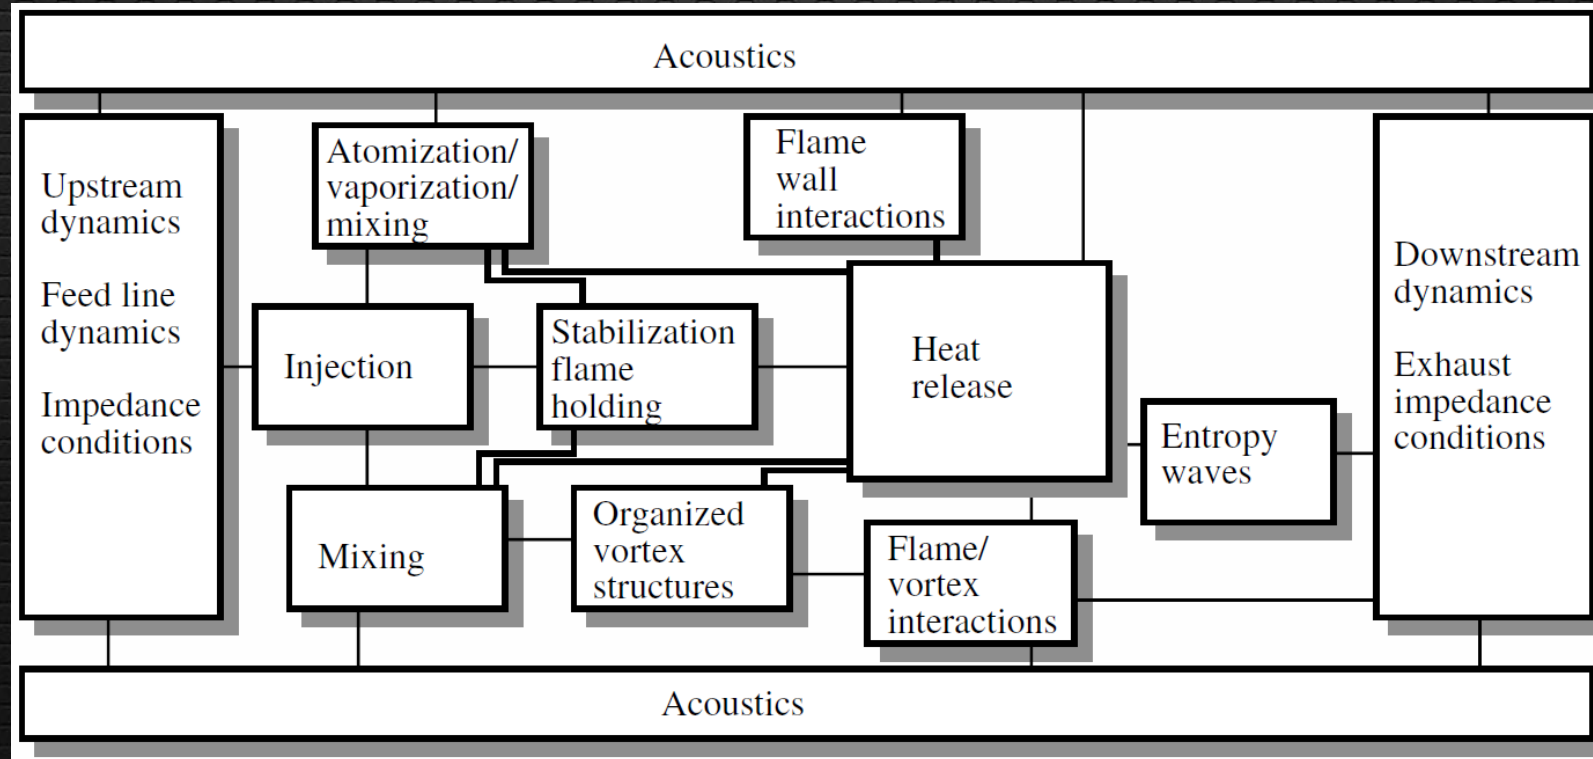 Acoustics
Upstream
dynamics
Feed line
dynamics
Impedance
conditions
Atomization/
vaporization/
mixing
Flame
wall
interactions
Injection
Stabilization
flame
holding
Heat
release
Downstream
dynamics
Exhaust
impedance
conditions
Entropy
waves
Mixing
Organized
vortex
structures
Flame/
vortex
interactions
Acoustics